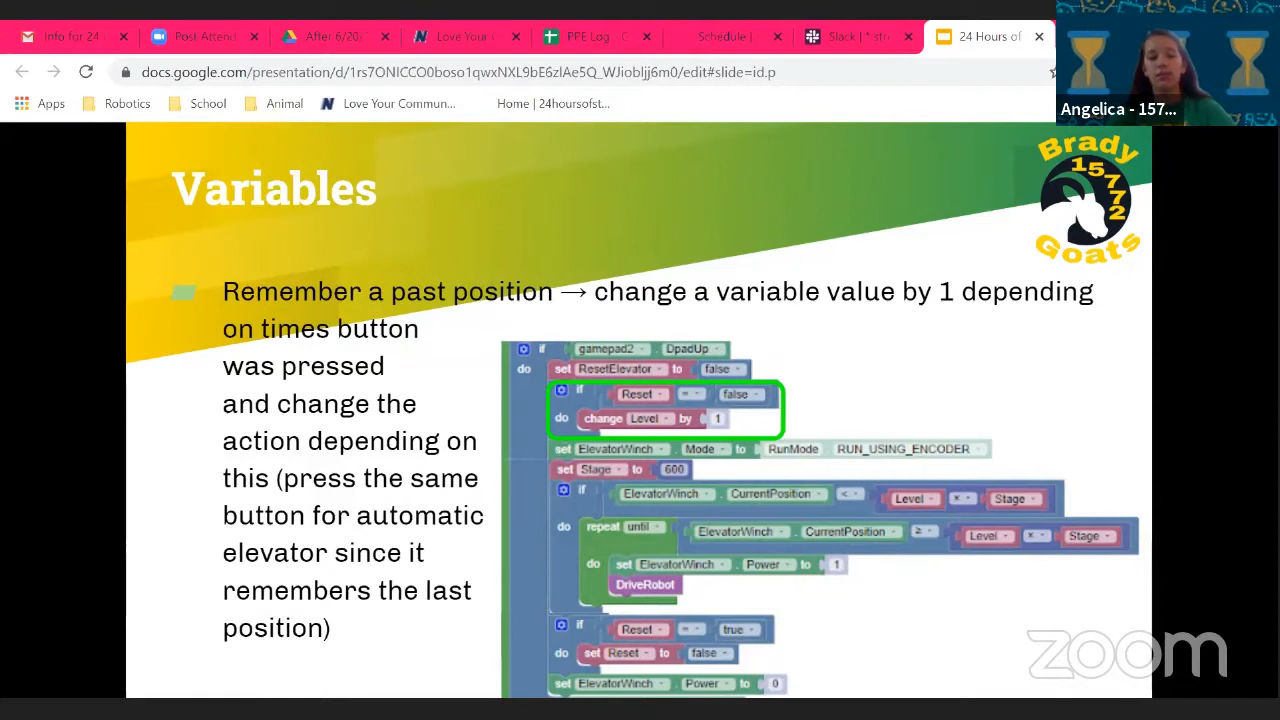 Info for 24
Post Attend
After 6/20/
Love Your
PPE Log - C
Schedule |
Slack | * stro
24 Hours of
docs.google.com/presentation/d/1rs7ONICCO0boso1qwxNXL9bE6zlAe5Q_WJiobljj6m0/edit#slide=id.p
Apps
Robotics
School
Animal
Love Your Commun...
Home | 24hoursofst...
Angelica - 157...
Variables
Brady
15772
Goats
Remember a past position → change a variable value by 1 depending
on times button
was pressed
and change the
action depending on
this (press the same
button for automatic
elevator since it
remembers the last
position)
if gamepad2 . DpadUp
do set ResetElevator to false
if Reset = false
do change Level by 1
set ElevatorWinch . Mode to RunMode RUN_USING_ENCODER
set Stage to 600
if ElevatorWinch . CurrentPosition < Level × Stage
do repeat until ElevatorWinch . CurrentPosition ≥ Level × Stage
do set ElevatorWinch . Power to 1
DriveRobot
if Reset = true
do set Reset to false
set ElevatorWinch . Power to 0
zoom